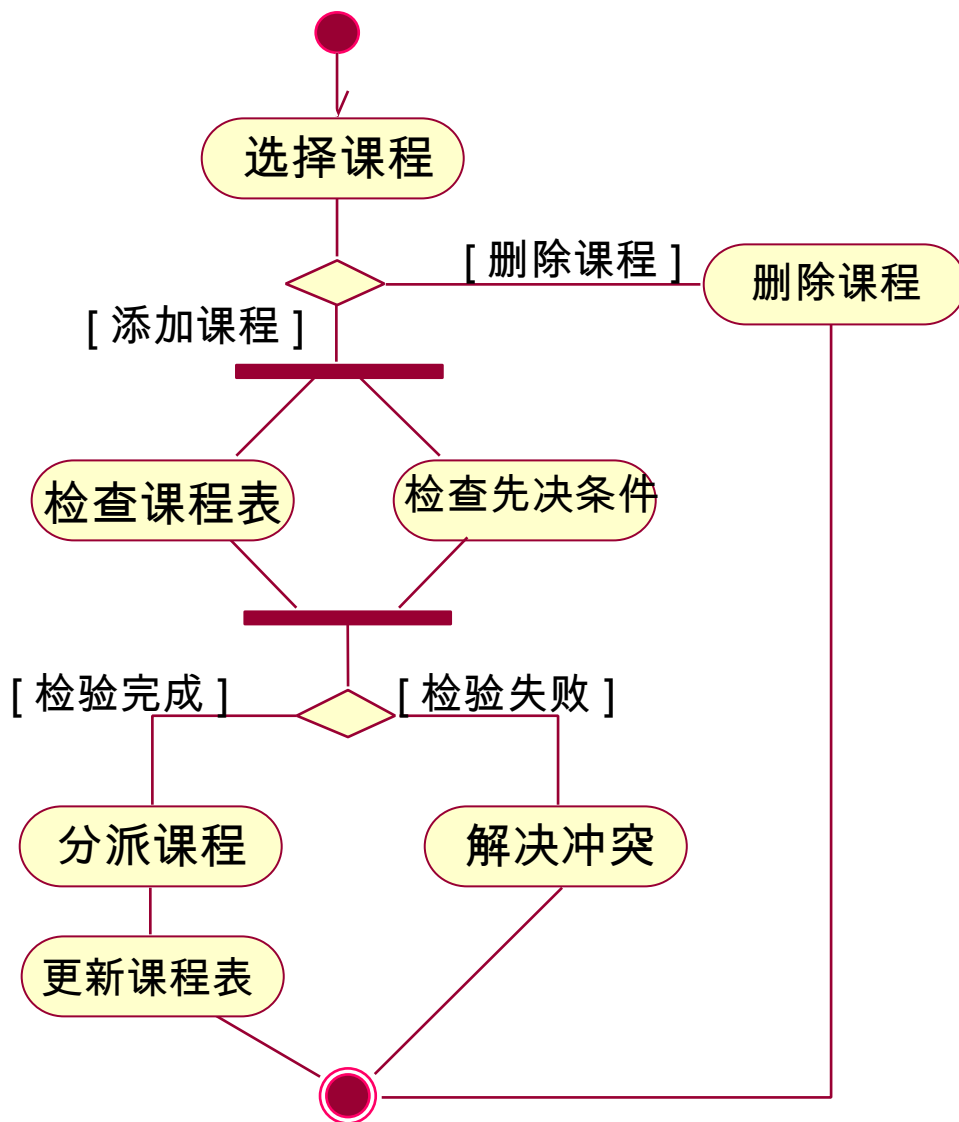 选择课程
[ 删除课程 ]
删除课程
[ 添加课程 ]
检查课程表
检查先决条件
[ 检验完成 ]
[ 检验失败 ]
分派课程
解决冲突
更新课程表